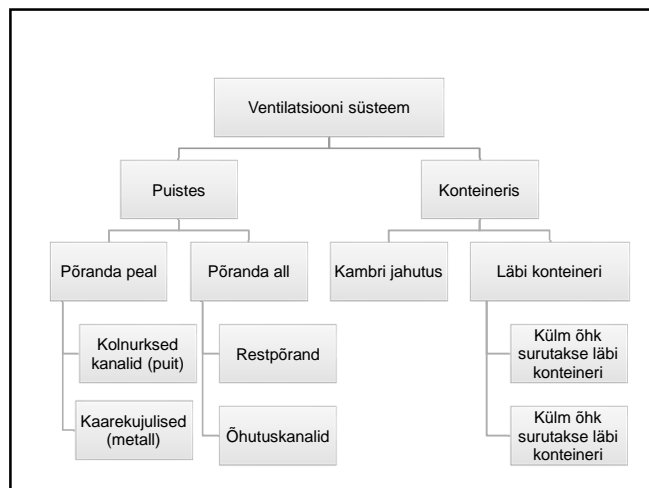 Ventilatsiooni süsteem
Puistes
Konteineris
Põranda peal
Põranda all
Kambri jahutus
Läbi konteineri
Kolnurksed
kanalid (puit)
Restpõrand
Külm õhk
surutakse läbi
konteineri
Kaarekujulised
(metall)
Õhutuskanalid
Külm õhk
surutakse läbi
konteineri